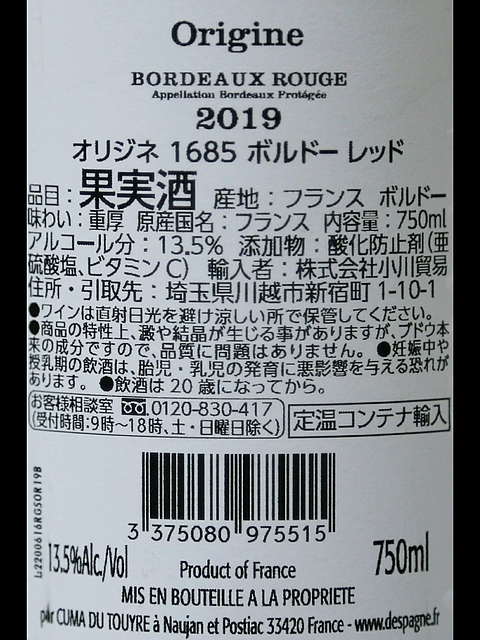 Origine
BORDEAUX ROUGE
Appellation Bordeaux Protégée
2019
オリジネ 1685 ボルドー レッド
品目：果実酒 産地：フランス ボルドー
味わい：重厚 原産国名：フランス 内容量：750ml
アルコール分：13.5% 添加物：酸化防止剤（亜
硫酸塩、ビタミンC） 輸入者：株式会社小川貿易
住所・引取先：埼玉県川越市新宿町 1-10-1
●ワインは直射日光を避け涼しい所で保管してください。
●商品の特性上、澱や結晶が生じる事がありますが、ブドウ本
来の成分ですので、品質に問題はありません。 ●妊娠中や
授乳期の飲酒は、胎児・乳児の発育に悪影響を与える恐れが
あります。 ●飲酒は 20 歳になってから。
お客様相談室 0120-830-417
（受付時間：9時〜18時、土・日曜日除く）
定温コンテナ輸入
3 375080 975515
L:2200616RG5OR19B
13.5%Alc./Vol
Product of France
750ml
MIS EN BOUTEILLE A LA PROPRIETE
par CUMA DU TOUYRE à Naujan et Postiac 33420 France - www.despagne.fr